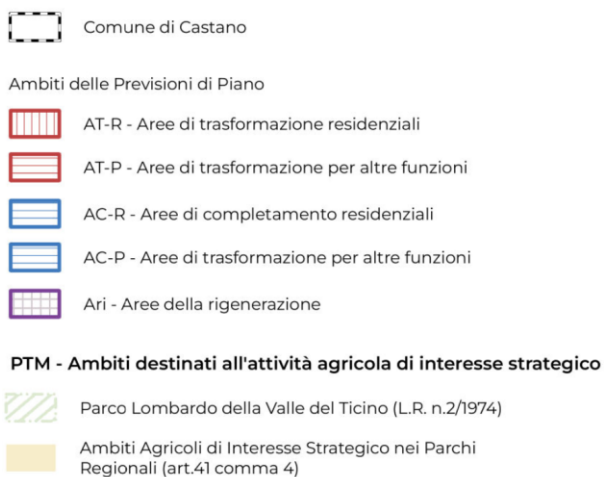 Comune di Castano
Ambiti delle Previsioni di Piano
AT-R - Aree di trasformazione residenziali
AT-P - Aree di trasformazione per altre funzioni
AC-R - Aree di completamento residenziali
AC-P - Aree di trasformazione per altre funzioni
Ari - Aree della rigenerazione
PTM - Ambiti destinati all'attività agricola di interesse strategico
Parco Lombardo della Valle del Ticino (L.R. n.2/1974)
Ambiti Agricoli di Interesse Strategico nei Parchi
Regionali (art.41 comma 4)